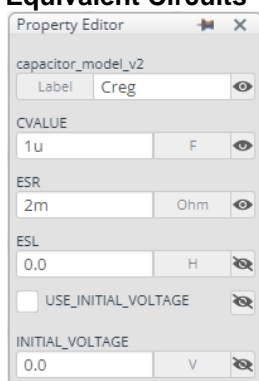 Equivalent Circuits
Property Editor
capacitor_model_v2
Label Creg
CVALUE
1u F
ESR
2m Ohm
ESL
0.0 H
USE_INITIAL_VOLTAGE
INITIAL_VOLTAGE
0.0 V